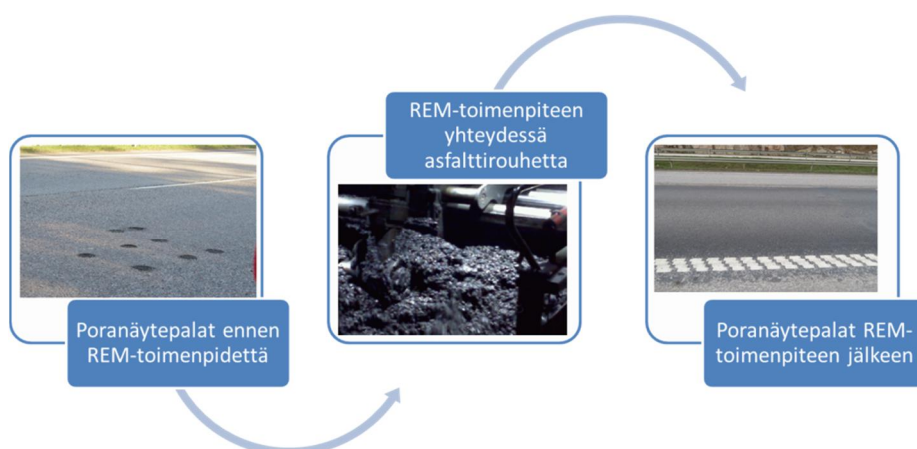 Poranäytepalat ennen
REM-toimenpidettä
REM-toimenpiteen
yhteydessä
asfalttirouhetta
Poranäytepalat REM-
toimenpiteen jälkeen